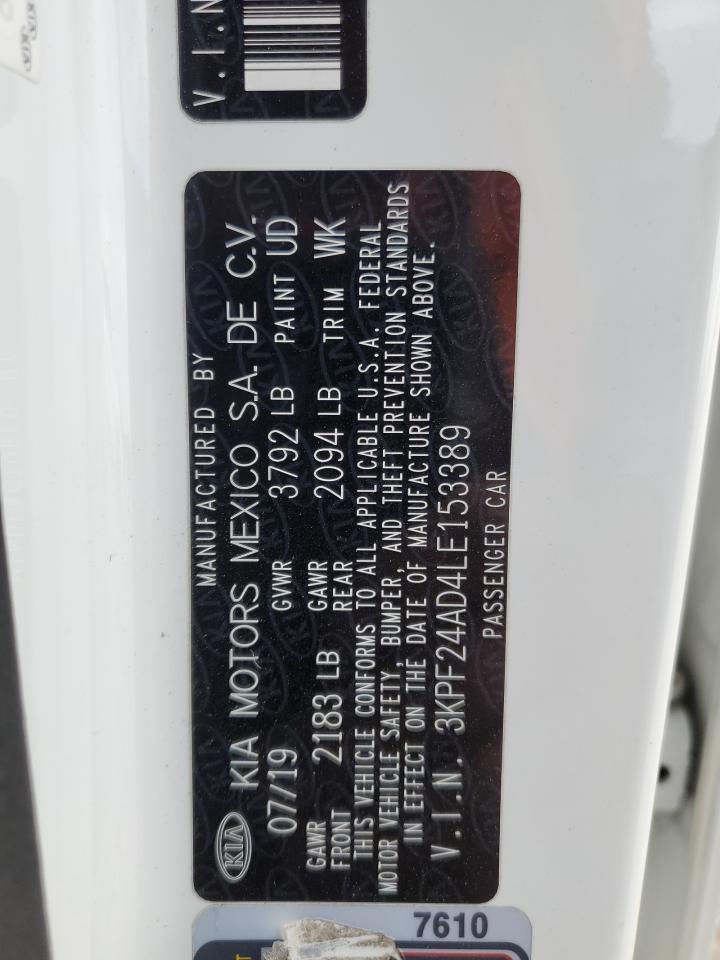 V.I.N
MANUFACTURED BY
KIA KIA MOTORS MEXICO S.A. DE C.V.
07/19 GVWR 3792 LB PAINT UD
GAWR FRONT 2183 LB GAWR REAR 2094 LB TRIM WK
THIS VEHICLE CONFORMS TO ALL APPLICABLE U.S.A. FEDERAL
MOTOR VEHICLE SAFETY, BUMPER, AND THEFT PREVENTION STANDARDS
IN EFFECT ON THE DATE OF MANUFACTURE SHOWN ABOVE.
V.I.N. 3KPF24AD4LE153389
PASSENGER CAR
7610